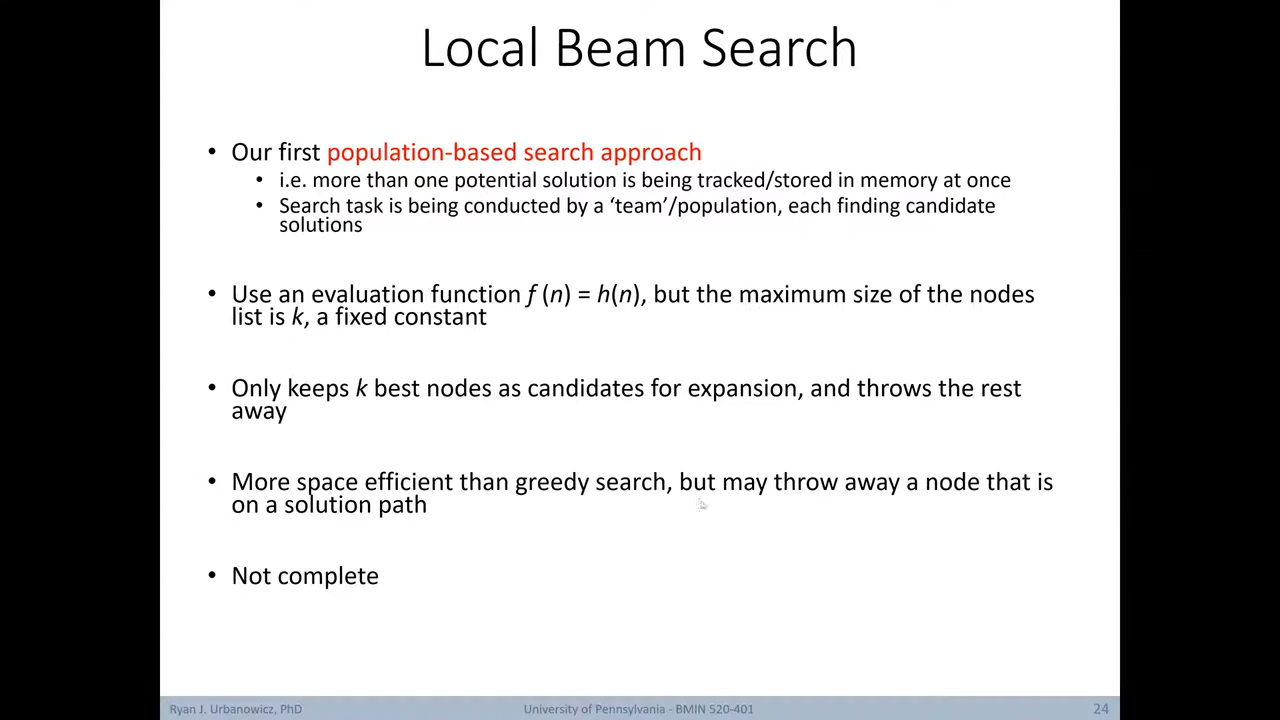 Local Beam Search
• Our first population-based search approach
• i.e. more than one potential solution is being tracked/stored in memory at once
• Search task is being conducted by a ‘team’/population, each finding candidate
solutions
• Use an evaluation function f (n) = h(n), but the maximum size of the nodes
list is k, a fixed constant
• Only keeps k best nodes as candidates for expansion, and throws the rest
away
• More space efficient than greedy search, but may throw away a node that is
on a solution path
• Not complete
Ryan J. Urbanowicz, PhD
University of Pennsylvania - BMIN 520-401
24